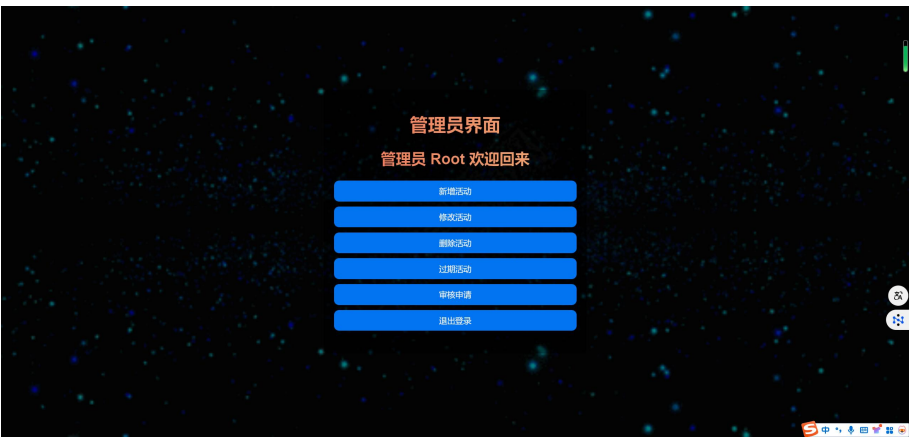 管理员界面
管理员 Root 欢迎回来
新增活动
修改活动
删除活动
过期活动
审核申请
退出登录
中